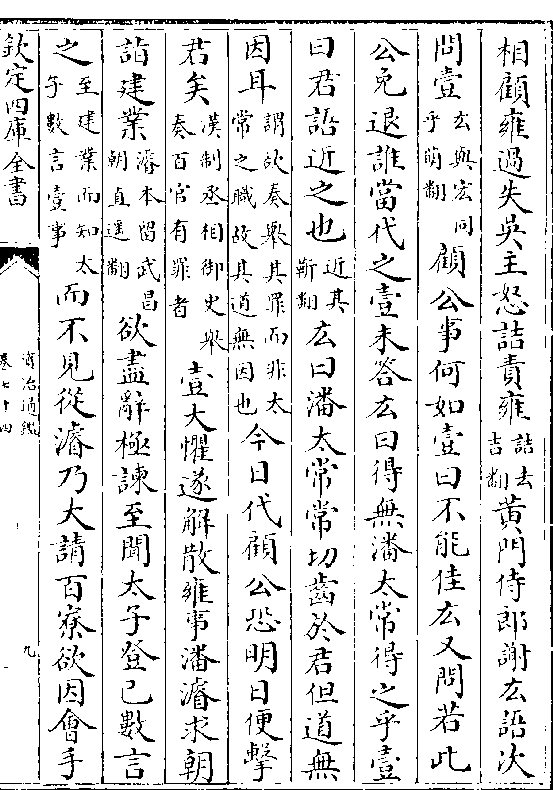 相顧雍過失吳主怒詰責雍詰去吉翻黄門侍郎謝厷語次
問壹厷與宏同乎萌翻顧公事何如壹曰不能佳厷又問若此
公免退誰當代之壹未答厷曰得無潘太常得之乎壹
曰君語近之也近其靳翻厷曰潘太常常切齒於君但道無
因耳謂欲奏舉其罪而非太常之職故其道無因也今日代顧公恐明日便擊
君矣漢制丞相御史舉奏百官有罪者壹大懼遂解散雍事潘濬求朝
詣建業濬本留武昌朝直遥翻欲盡辭極諫至聞太子登已數言
之至建業而知太子數言壹事而不見從濬乃大請百寮欲因會手
欽定四庫全書
資治通鑑
卷七十四
九